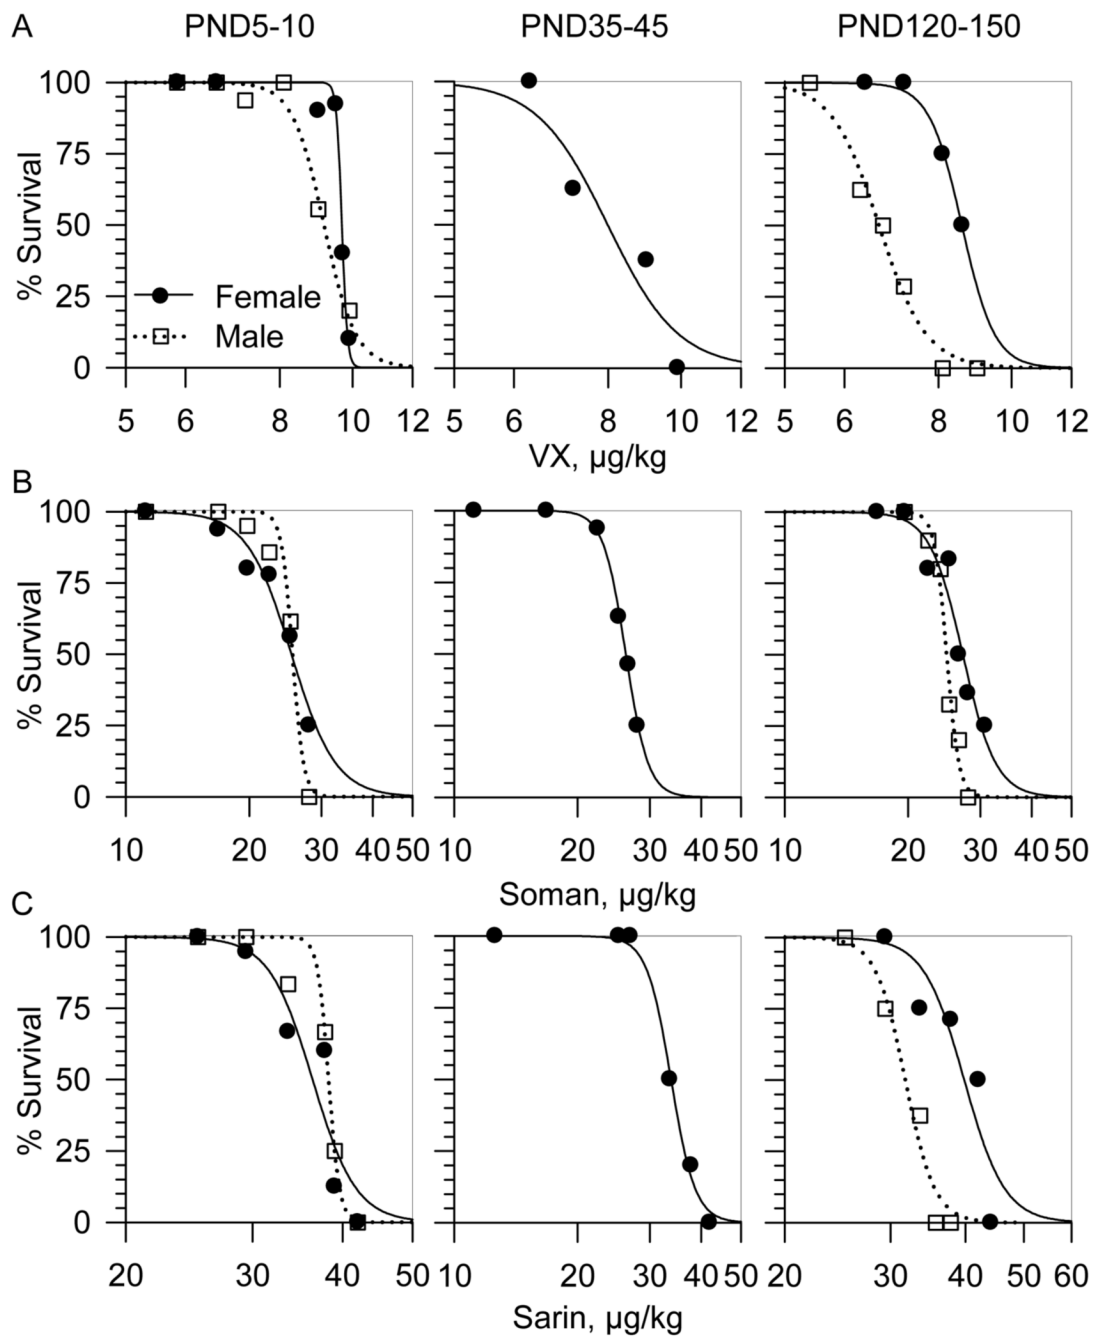 A PND5-10 PND35-45 PND120-150
100
75
50
25
0
% Survival
Female
Male
5 6 8 10 12 5 6 8 10 12 5 6 8 10 12
VX, µg/kg
B
100
75
50
25
0
% Survival
10 20 30 40 50 10 20 30 40 50 10 20 30 40 50
Soman, µg/kg
C
100
75
50
25
0
% Survival
20 30 40 50 10 20 30 40 50 20 30 40 50 60
Sarin, µg/kg